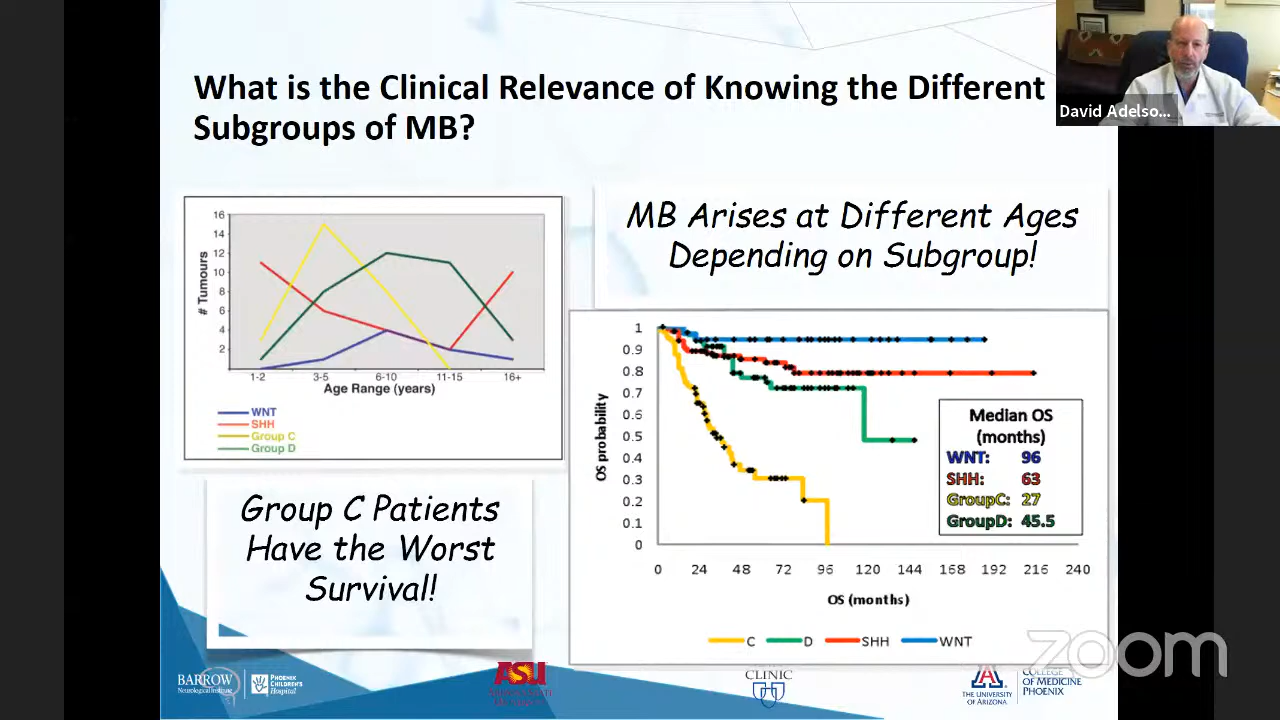 What is the Clinical Relevance of Knowing the Different
Subgroups of MB?
David Adelso...
# Tumours
16
14
12
10
8
6
4
2
1-2
3-5
6-10
11-15
16+
Age Range (years)
WNT
SHH
Group C
Group D
MB Arises at Different Ages
Depending on Subgroup!
Group C Patients
Have the Worst
Survival!
OS probability
1
0.9
0.8
0.7
0.6
0.5
0.4
0.3
0.2
0.1
0
0 24 48 72 96 120 144 168 192 216 240
OS (months)
Median OS
(months)
WNT: 96
SHH: 63
GroupC: 27
GroupD: 45.5
C D SHH WNT
zoom
BARROW
Neurological Institute
PHOENIX
CHILDREN'S
Hospital
ASU
CLINIC
THE UNIVERSITY
OF ARIZONA
COLLEGE
OF MEDICINE
PHOENIX